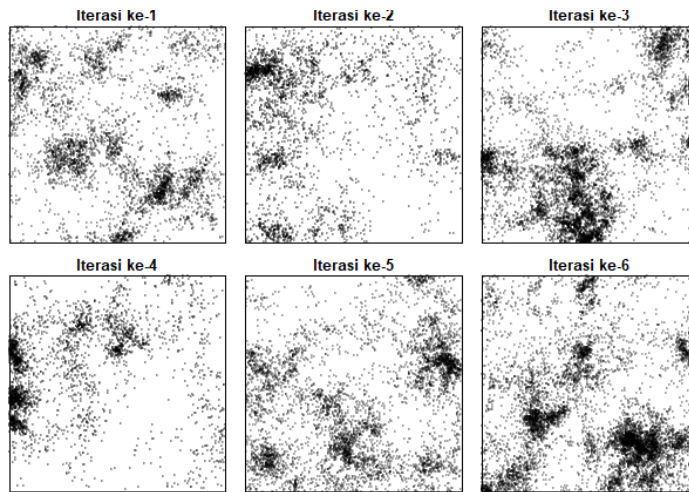 Iterasi ke-1
Iterasi ke-2
Iterasi ke-3
Iterasi ke-4
Iterasi ke-5
Iterasi ke-6